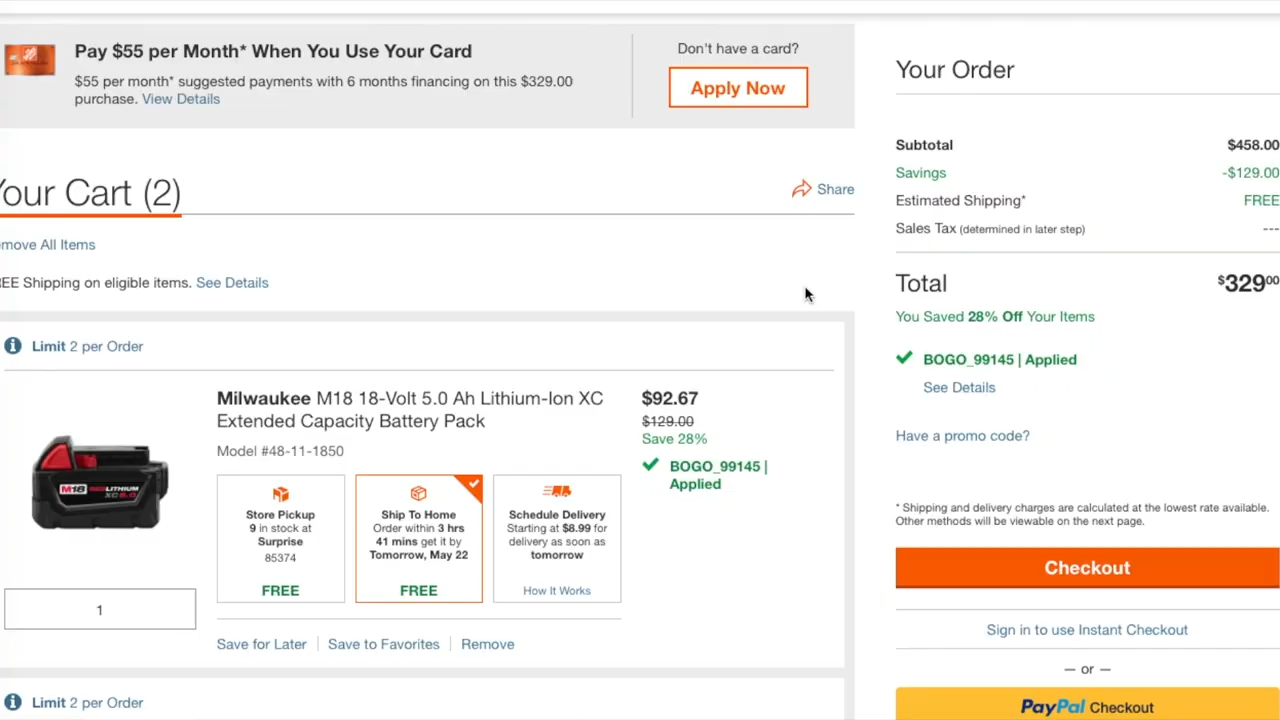 Pay $55 per Month* When You Use Your Card
$55 per month* suggested payments with 6 months financing on this $329.00
purchase. View Details
Don't have a card?
Apply Now
Your Cart (2)
Share
move All Items
EE Shipping on eligible items. See Details
Limit 2 per Order
Milwaukee M18 18-Volt 5.0 Ah Lithium-Ion XC
Extended Capacity Battery Pack
Model #48-11-1850
$92.67
$129.00
Save 28%
BOGO_99145 |
Applied
M18 REDLITHIUM
XC5.0
Store Pickup
9 in stock at
Surprise
85374
FREE
Ship To Home
Order within 3 hrs
41 mins get it by
Tomorrow, May 22
FREE
Schedule Delivery
Starting at $8.99 for
delivery as soon as
tomorrow
How It Works
1
Save for Later
Save to Favorites
Remove
Limit 2 per Order
Your Order
Subtotal $458.00
Savings -$129.00
Estimated Shipping* FREE
Sales Tax (determined in later step) ---
Total $32900
You Saved 28% Off Your Items
BOGO_99145 | Applied
See Details
Have a promo code?
* Shipping and delivery charges are calculated at the lowest rate available.
Other methods will be viewable on the next page.
Checkout
Sign in to use Instant Checkout
— or —
PayPal Checkout